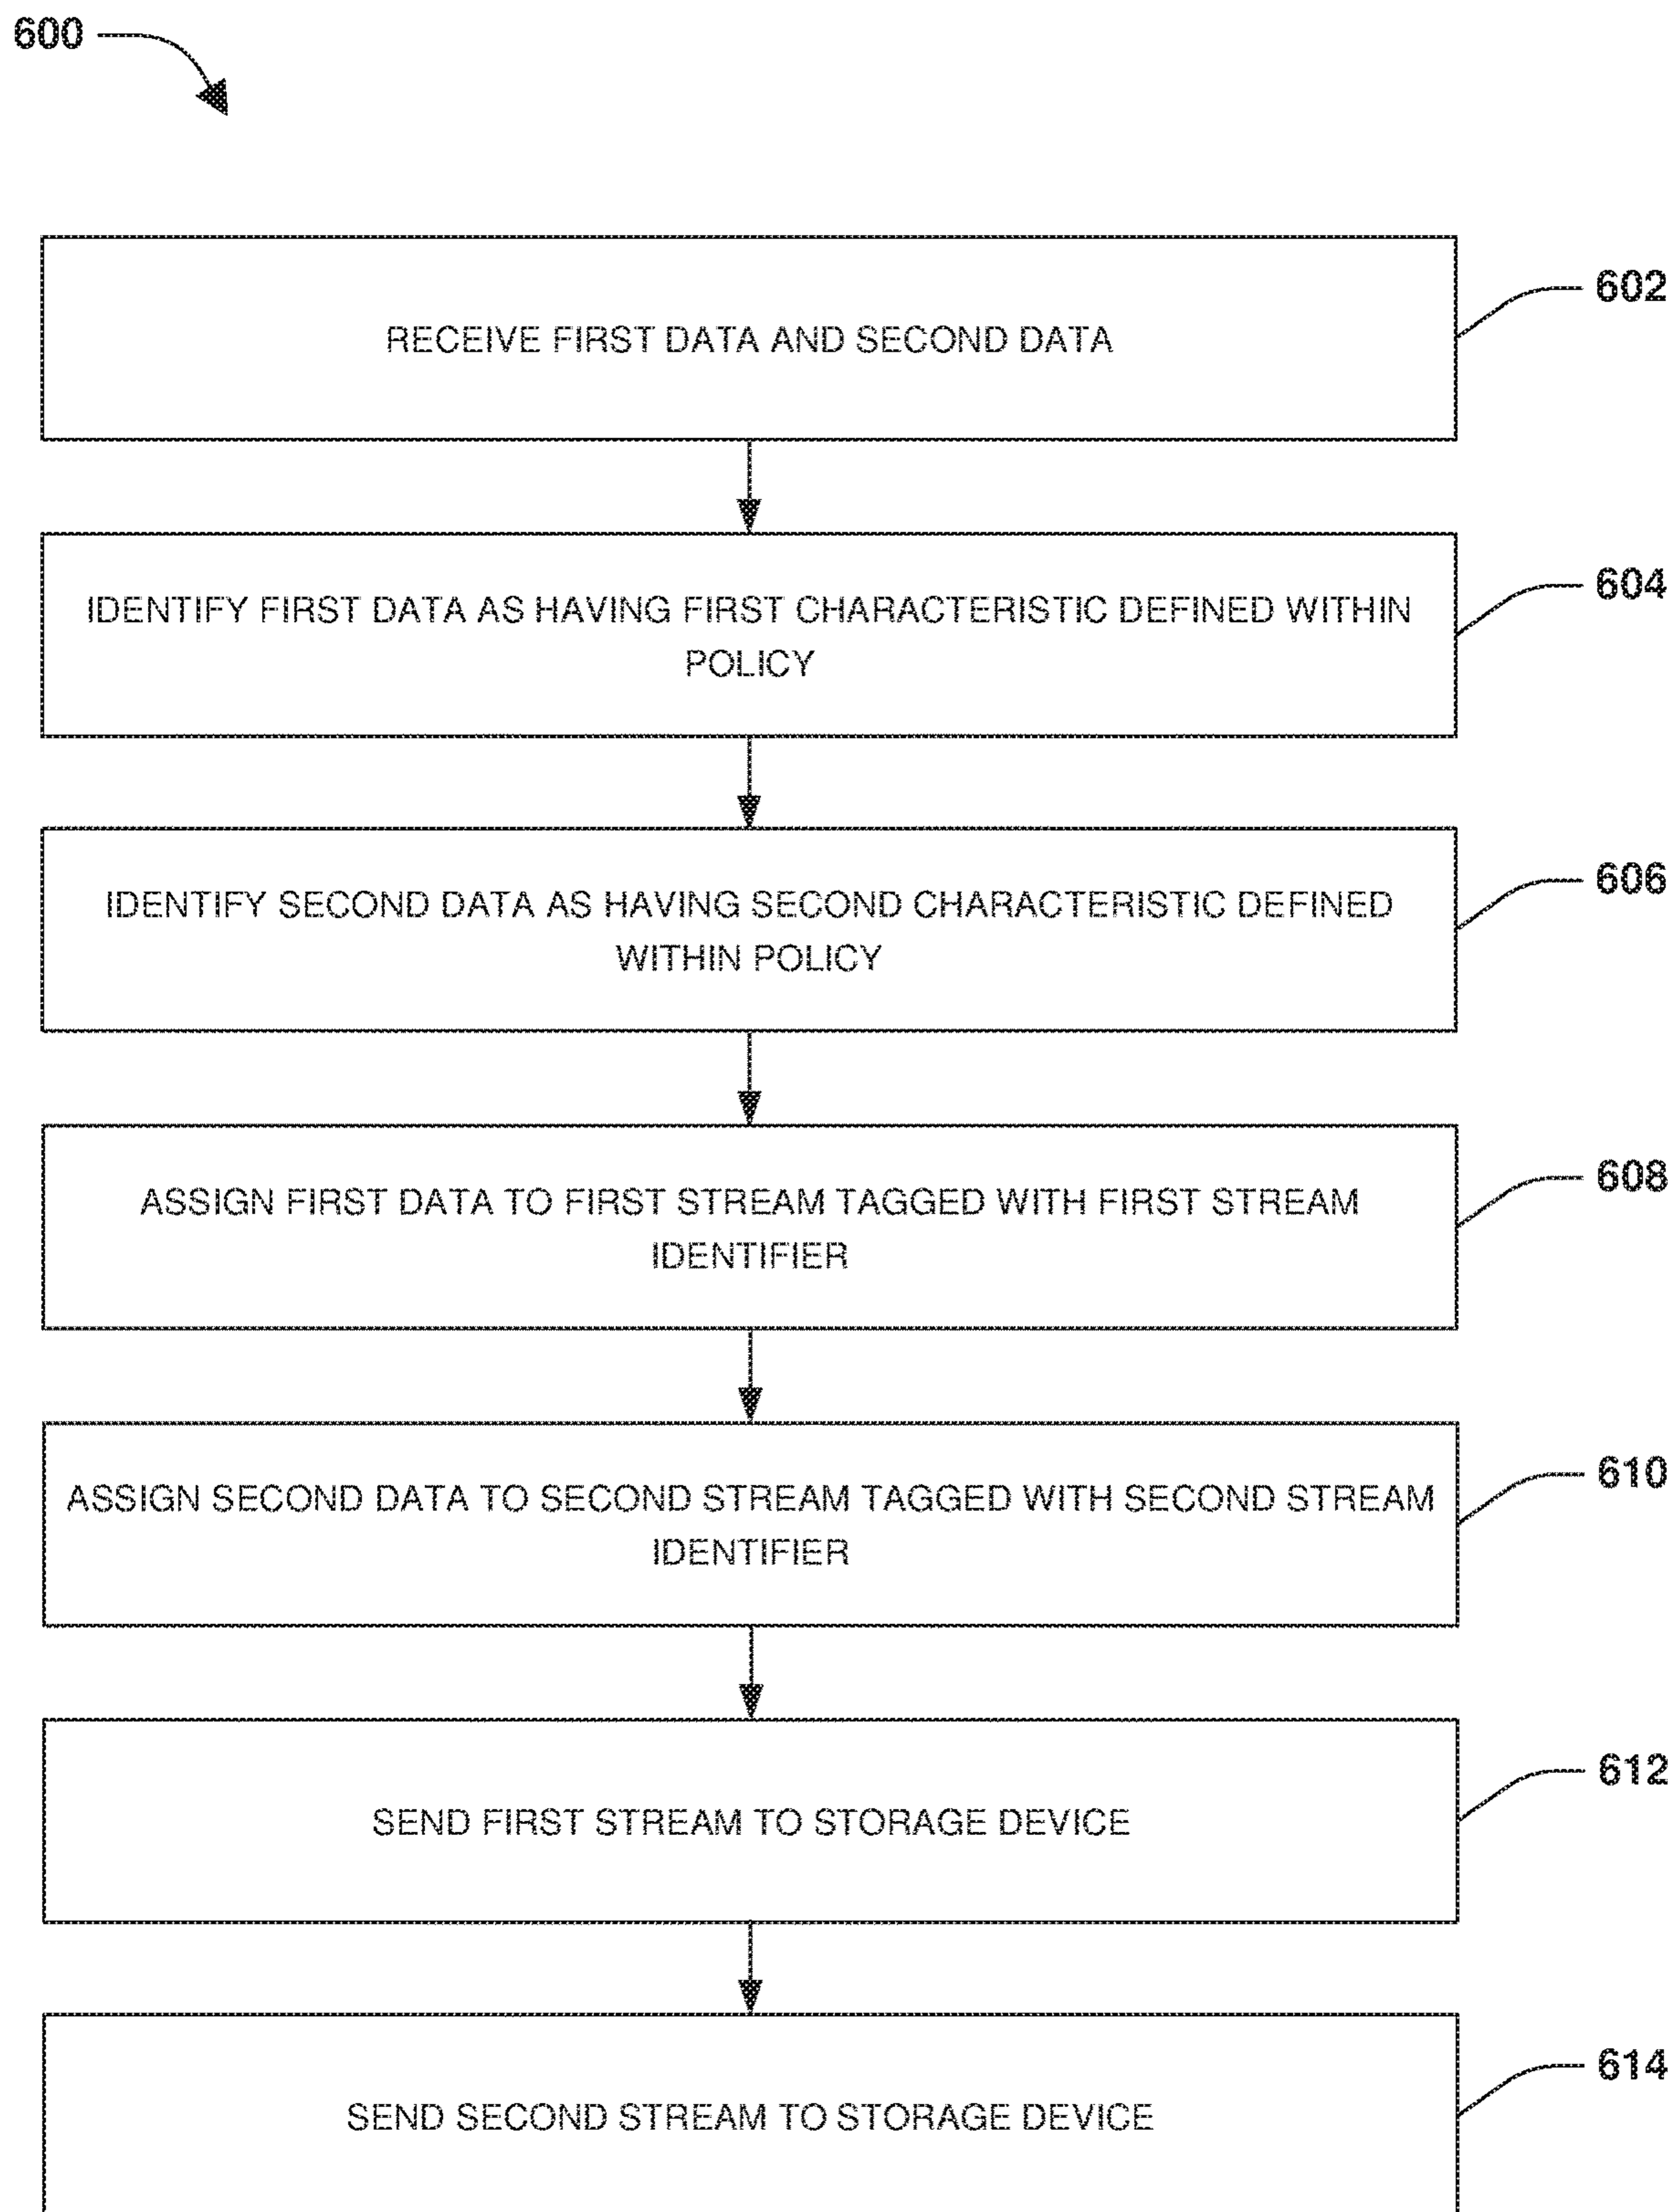 600
RECEIVE FIRST DATA AND SECOND DATA
602
IDENTIFY FIRST DATA AS HAVING FIRST CHARACTERISTIC DEFINED WITHIN
POLICY
604
IDENTIFY SECOND DATA AS HAVING SECOND CHARACTERISTIC DEFINED
WITHIN POLICY
606
ASSIGN FIRST DATA TO FIRST STREAM TAGGED WITH FIRST STREAM
IDENTIFIER
608
ASSIGN SECOND DATA TO SECOND STREAM TAGGED WITH SECOND STREAM
IDENTIFIER
610
SEND FIRST STREAM TO STORAGE DEVICE
612
SEND SECOND STREAM TO STORAGE DEVICE
614